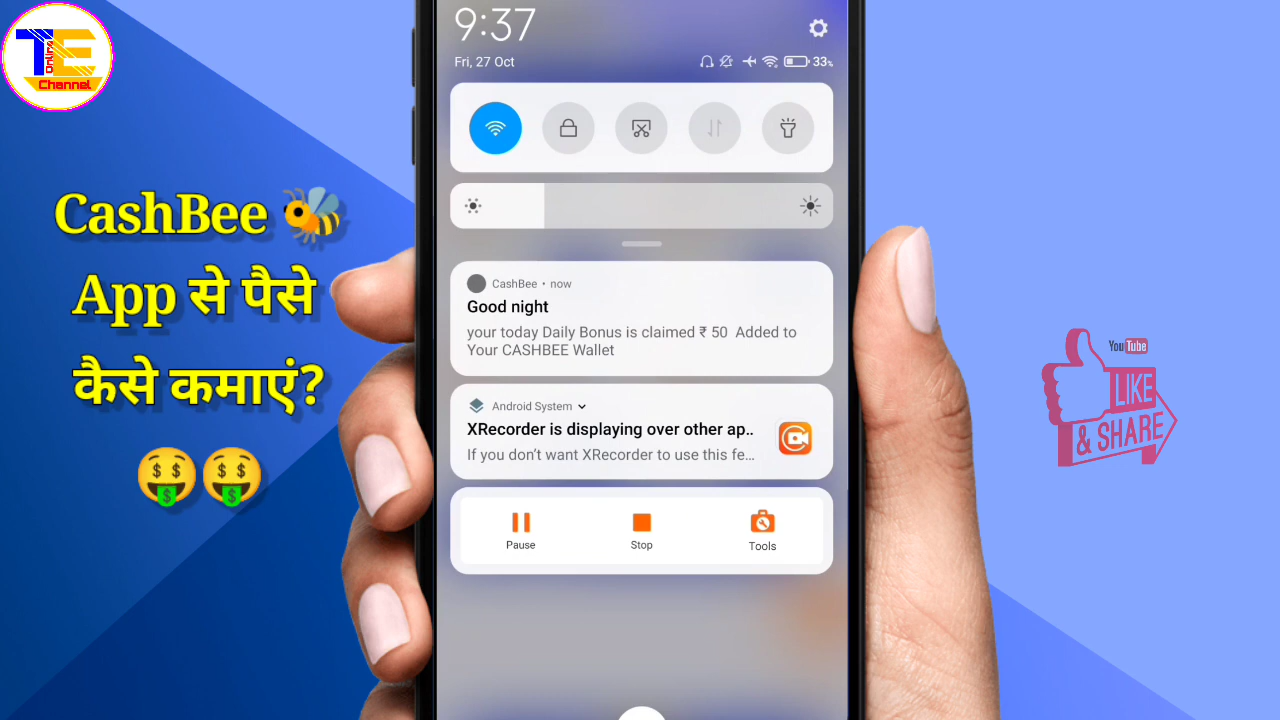 TE
Online
Channel
CashBee 🐝
App से पैसे
कैसे कमाएं?
🤑🤑
9:37
Fri, 27 Oct
33%
CashBee • now
Good night
your today Daily Bonus is claimed ₹ 50 Added to
Your CASHBEE Wallet
Android System
XRecorder is displaying over other ap..
If you don't want XRecorder to use this fe...
Pause
Stop
Tools
YouTube
LIKE
& SHARE